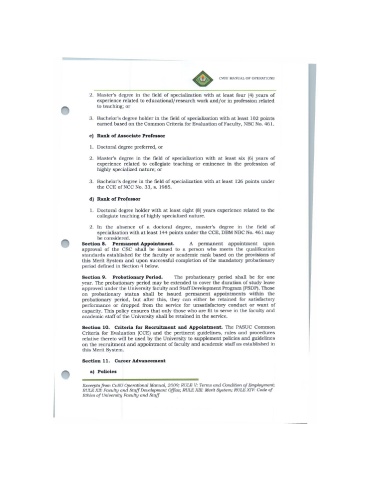 CNSC MANUAL OF OPERATIONS
2. Master's degree in the field of specialization with at least four (4) years of
experience related to educational/research work and/or in profession related
to teaching; or
3. Bachelor's degree holder in the field of specialization with at least 102 points
earned based on the Common Criteria for Evaluation of Faculty, NBC No. 461.
c) Rank of Associate Professor
1. Doctoral degree preferred, or
2. Master's degree in the field of specialization with at least six (6) years of
experience related to collegiate teaching or eminence in the profession of
highly specialized nature, or
3. Bachelor's degree in the field of specialization with at least 126 points under
the CCE of NCC No. 33, s. 1985.
d) Rank of Professor
1. Doctoral degree holder with at least eight (8) years experience related to the
collegiate teaching of highly specialized nature.
2. In the absence of a doctoral degree, master's degree in the field of
specialization with at least 144 points under the CCE, DBM NBC No. 461 may
be considered.
Section 8. Permanent Appointment. A permanent appointment upon
approval of the CSC shall be issued to a person who meets the qualification
standards established for the faculty or academic rank based on the provisions of
this Merit System and upon successful completion of the mandatory probationary
period defined in Section 4 below.
Section 9. Probationary Period. The probationary period shall be for one
year. The probationary period may be extended to cover the duration of study leave
approved under the University Faculty and Staff Development Program (FSDP). Those
on probationary status shall be issued permanent appointments within the
probationary period, but after this, they can either be retained for satisfactory
performance or dropped from the service for unsatisfactory conduct or want of
capacity. This policy ensures that only those who are fit to serve in the faculty and
academic staff of the University shall be retained in the service.
Section 10. Criteria for Recruitment and Appointment. The PASUC Common
Criteria for Evaluation (CCE) and the pertinent guidelines, rules and procedures
relative thereto will be used by the University to supplement policies and guidelines
on the recruitment and appointment of faculty and academic staff as established in
this Merit System.
Section 11. Career Advancement
a) Policies
Excerpts from Operational Manual, 2008; RULE V: Terms and Condition of Employment;
RULE XII: Faculty and Staff Development Office; RULE XIII: Merit System; RULE XIV: Code of
Ethics of University Faculty and Staff